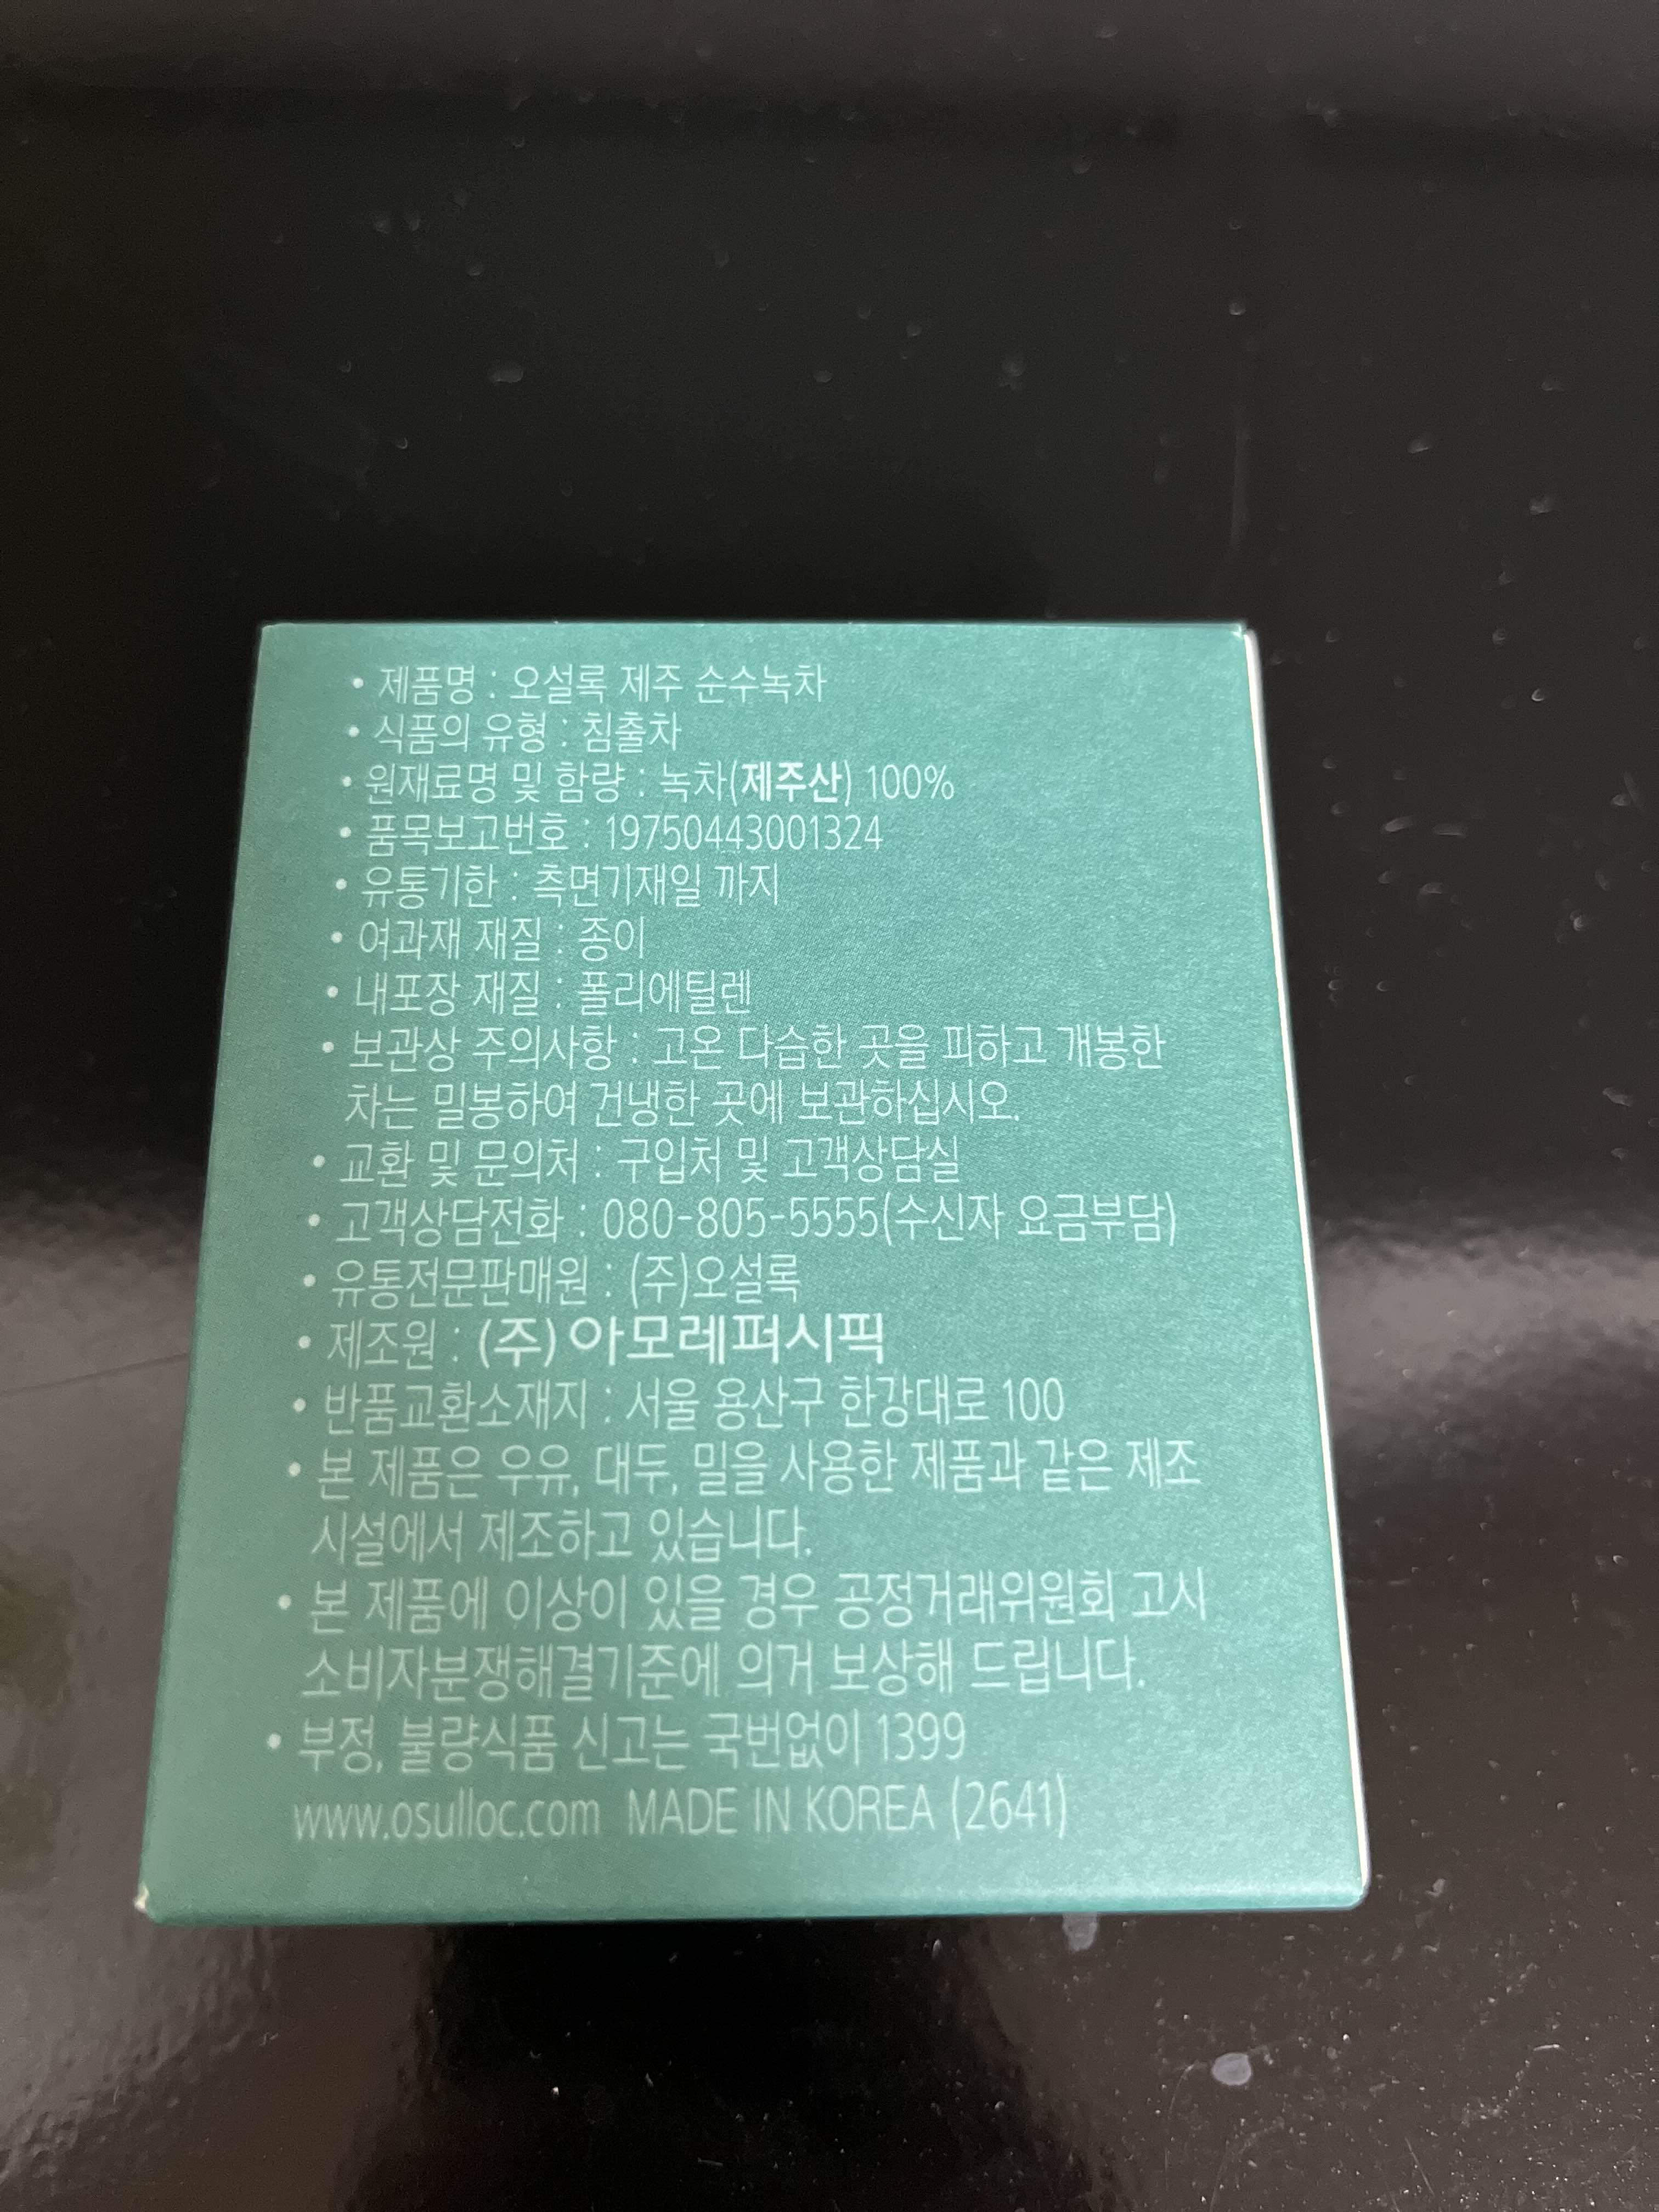 • 제품명 : 오설록 제주 순수녹차
• 식품의 유형 : 침출차
• 원재료명 및 함량 : 녹차(제주산) 100%
• 품목보고번호 : 19750443001324
• 유통기한 : 측면기재일 까지
• 여과재 재질 : 종이
• 내포장 재질 : 폴리에틸렌
• 보관상 주의사항 : 고온 다습한 곳을 피하고 개봉한
차는 밀봉하여 건냉한 곳에 보관하십시오.
• 교환 및 문의처 : 구입처 및 고객상담실
• 고객상담전화 : 080-805-5555(수신자 요금부담)
• 유통전문판매원 : (주)오설록
• 제조원 : (주)아모레퍼시픽
• 반품교환소재지 : 서울 용산구 한강대로 100
• 본 제품은 우유, 대두, 밀을 사용한 제품과 같은 제조
시설에서 제조하고 있습니다.
• 본 제품에 이상이 있을 경우 공정거래위원회 고시
소비자분쟁해결기준에 의거 보상해 드립니다.
• 부정, 불량식품 신고는 국번없이 1399
www.osulloc.com MADE IN KOREA (2641)